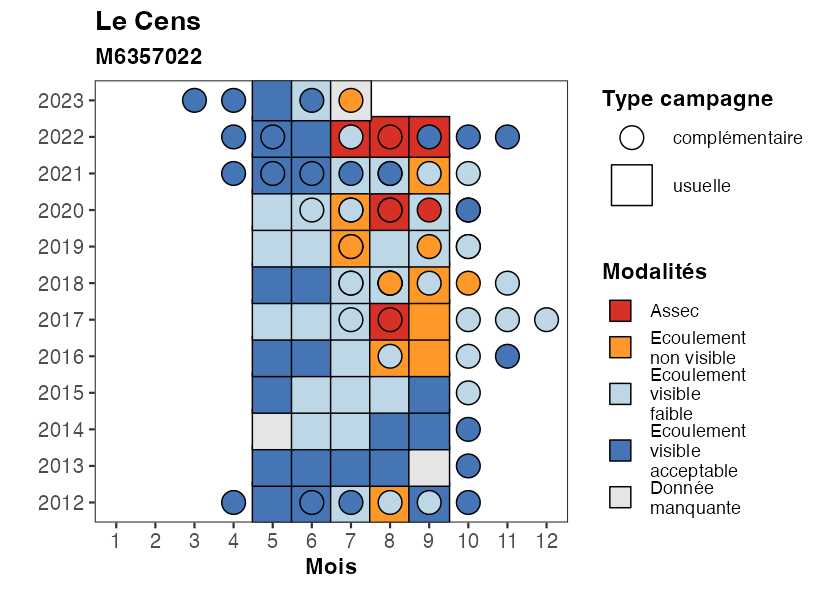 Le Cens
M6357022
2023
2022
2021
2020
2019
2018
2017
2016
2015
2014
2013
2012
1 2 3 4 5 6 7 8 9 10 11 12
Mois
Type campagne
complémentaire
usuelle
Modalités
Assec
Ecoulement
non visible
Ecoulement
visible
faible
Ecoulement
visible
acceptable
Donnée
manquante